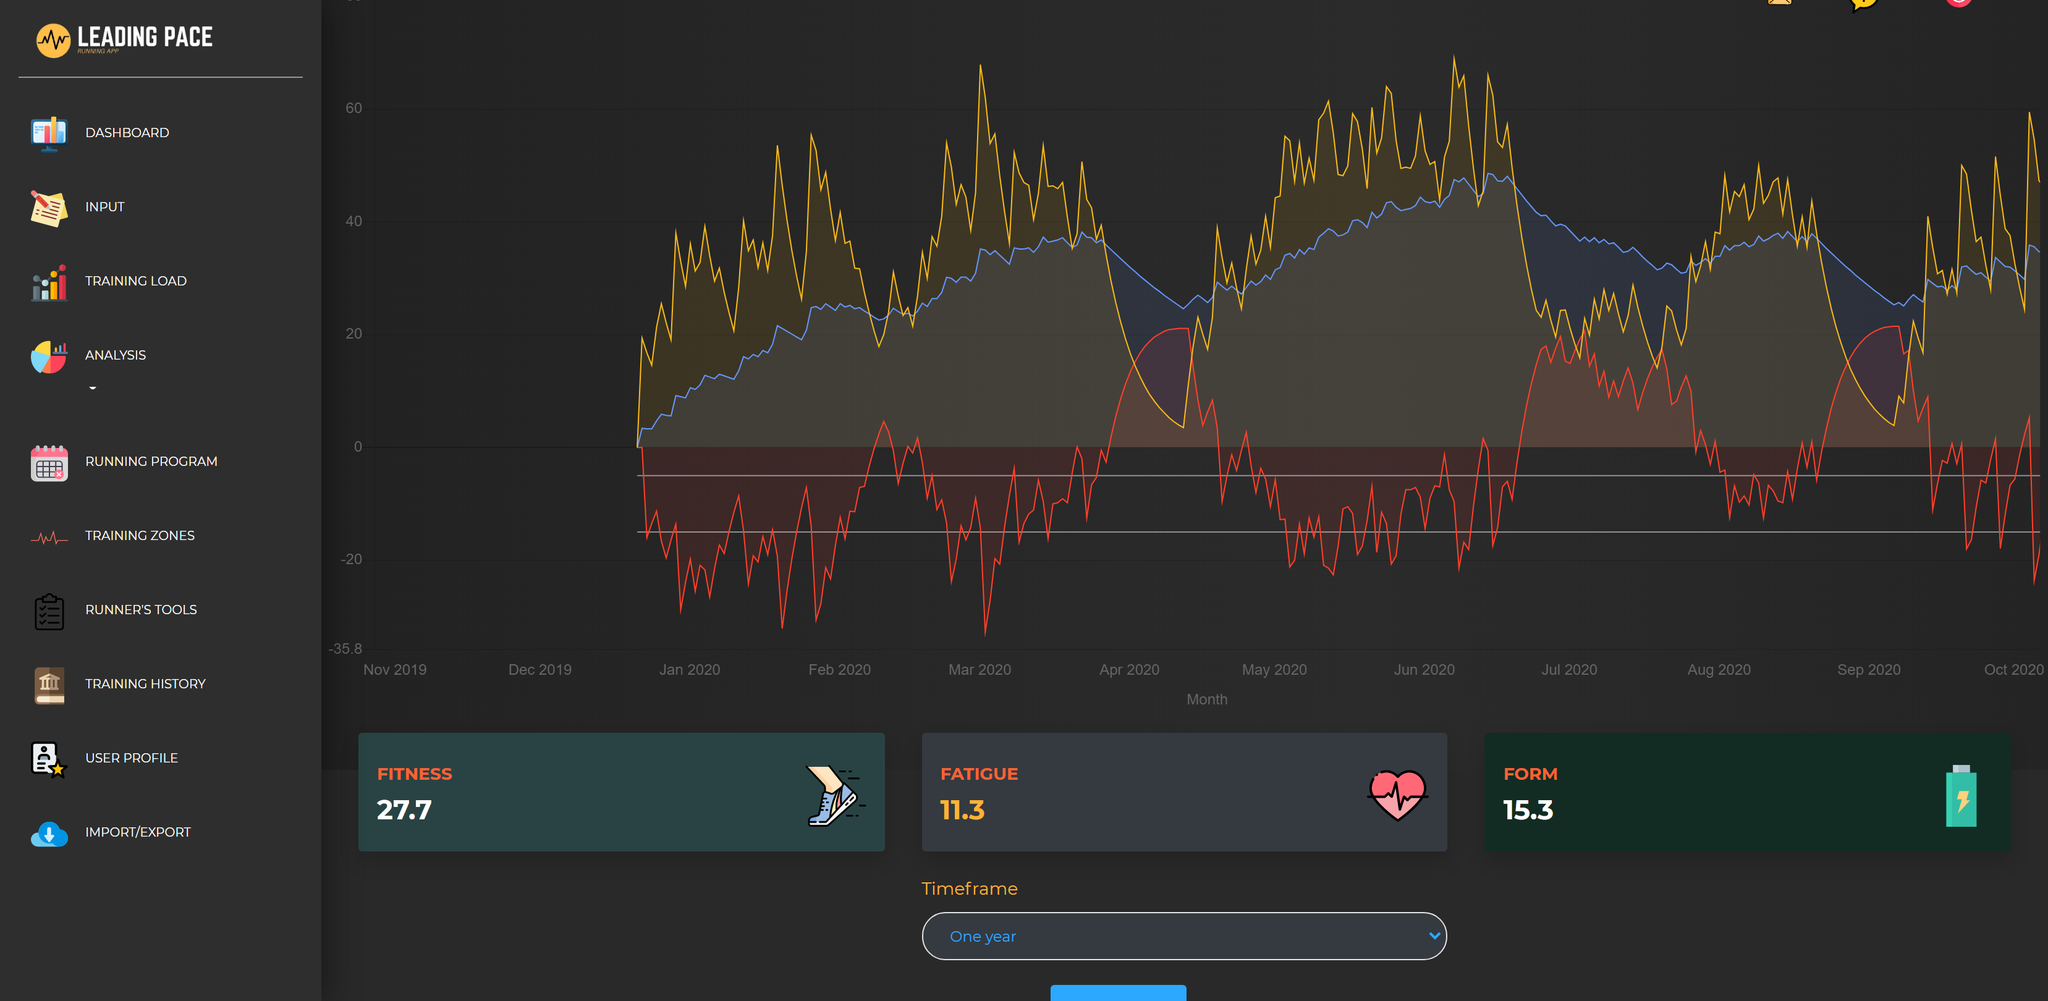 LEADING PACE
RUNNING APP
DASHBOARD
INPUT
TRAINING LOAD
ANALYSIS
RUNNING PROGRAM
TRAINING ZONES
RUNNER'S TOOLS
TRAINING HISTORY
USER PROFILE
IMPORT/EXPORT
60
40
20
0
-20
-35.8
Nov 2019 Dec 2019 Jan 2020 Feb 2020 Mar 2020 Apr 2020 May 2020 Jun 2020 Jul 2020 Aug 2020 Sep 2020 Oct 2020
Month
FITNESS
27.7
FATIGUE
11.3
FORM
15.3
Timeframe
One year